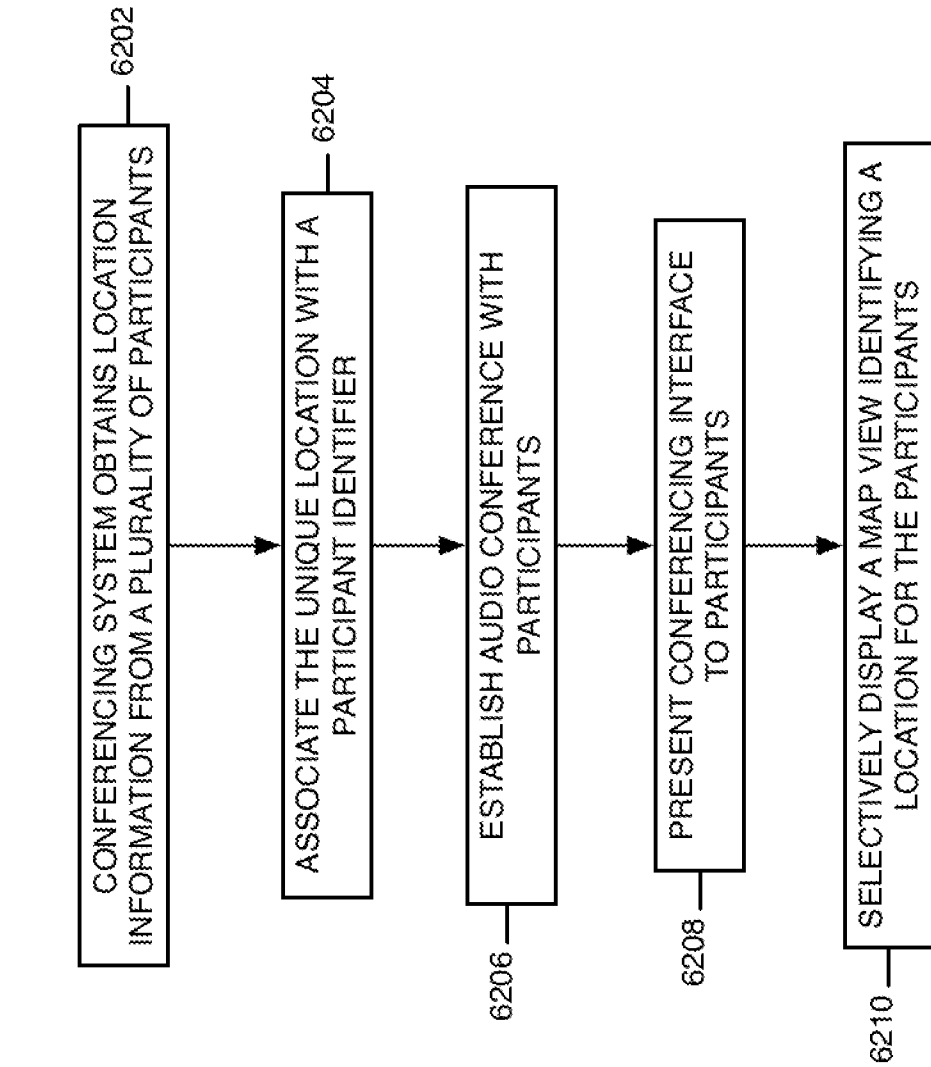 6202
CONFERENCING SYSTEM OBTAINS LOCATION
INFORMATION FROM A PLURALITY OF PARTICIPANTS
6204
ASSOCIATE THE UNIQUE LOCATION WITH A
PARTICIPANT IDENTIFIER
6206
ESTABLISH AUDIO CONFERENCE WITH
PARTICIPANTS
6208
PRESENT CONFERENCING INTERFACE
TO PARTICIPANTS
6210
SELECTIVELY DISPLAY A MAP VIEW IDENTIFYING A
LOCATION FOR THE PARTICIPANTS